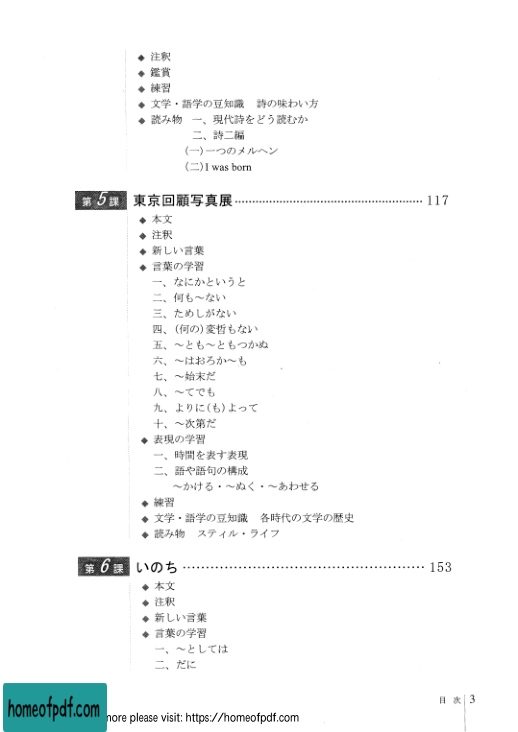 ◆ 注釈
◆ 鑑賞
◆ 練習
◆ 文学・語学の豆知識　詩の味わい方
◆ 読み物　一、現代詩をどう読むか
二、詩二編
(一)一つのメルヘン
(二)I was born
第5課 東京回顧写真展 ………………………………………… 117
◆ 本文
◆ 注釈
◆ 新しい言葉
◆ 言葉の学習
一、なにかというと
二、何も～ない
三、ためしがない
四、(何の)変哲もない
五、～とも～ともつかぬ
六、～はおろか～も
七、～始末だ
八、～てでも
九、よりに(も)よって
十、～次第だ
◆ 表現の学習
一、時間を表す表現
二、語や語句の構成
～かける・～ぬく・～あわせる
◆ 練習
◆ 文学・語学の豆知識　各時代の文学の歴史
◆ 読み物　スティル・ライフ
第6課 いのち ………………………………………… 153
◆ 本文
◆ 注釈
◆ 新しい言葉
◆ 言葉の学習
一、～としては
二、だに
目 次 3
homeofpdf.com
more please visit: https://homeofpdf.com